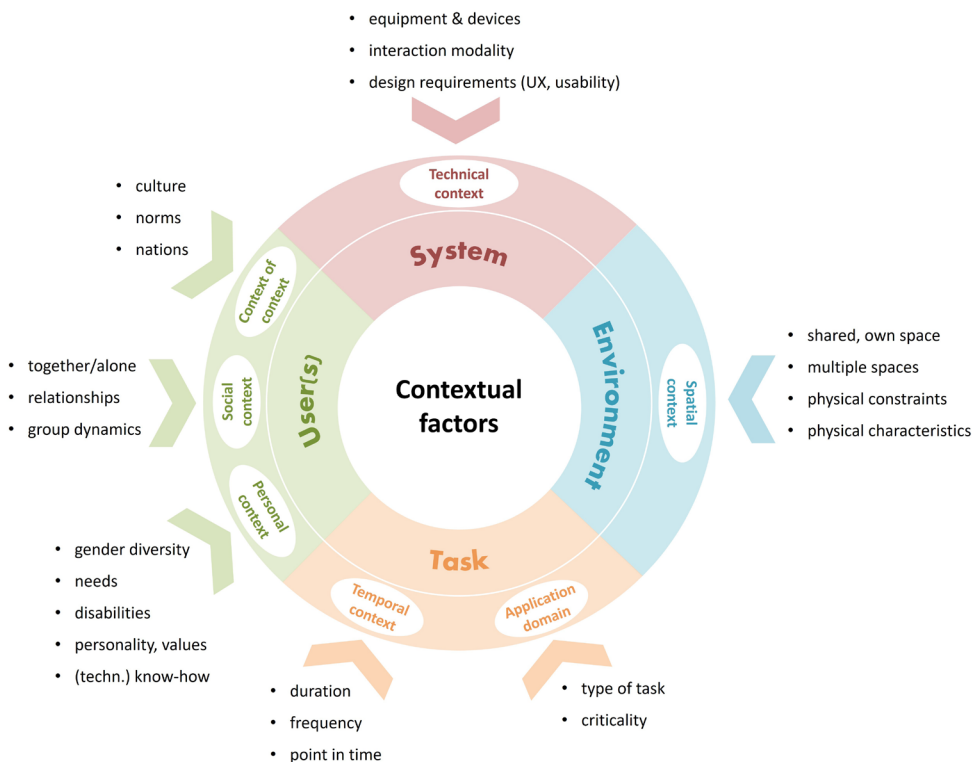 • equipment & devices
• interaction modality
• design requirements (UX, usability)
Technical
context
System
• culture
• norms
• nations
Context of
context
• together/alone
• relationships
• group dynamics
Social
context
User(s)
Personal
context
• gender diversity
• needs
• disabilities
• personality, values
• (techn.) know-how
Contextual
factors
Environment
Spatial
context
• shared, own space
• multiple spaces
• physical constraints
• physical characteristics
Task
Temporal
context
• duration
• frequency
• point in time
Application
domain
• type of task
• criticality